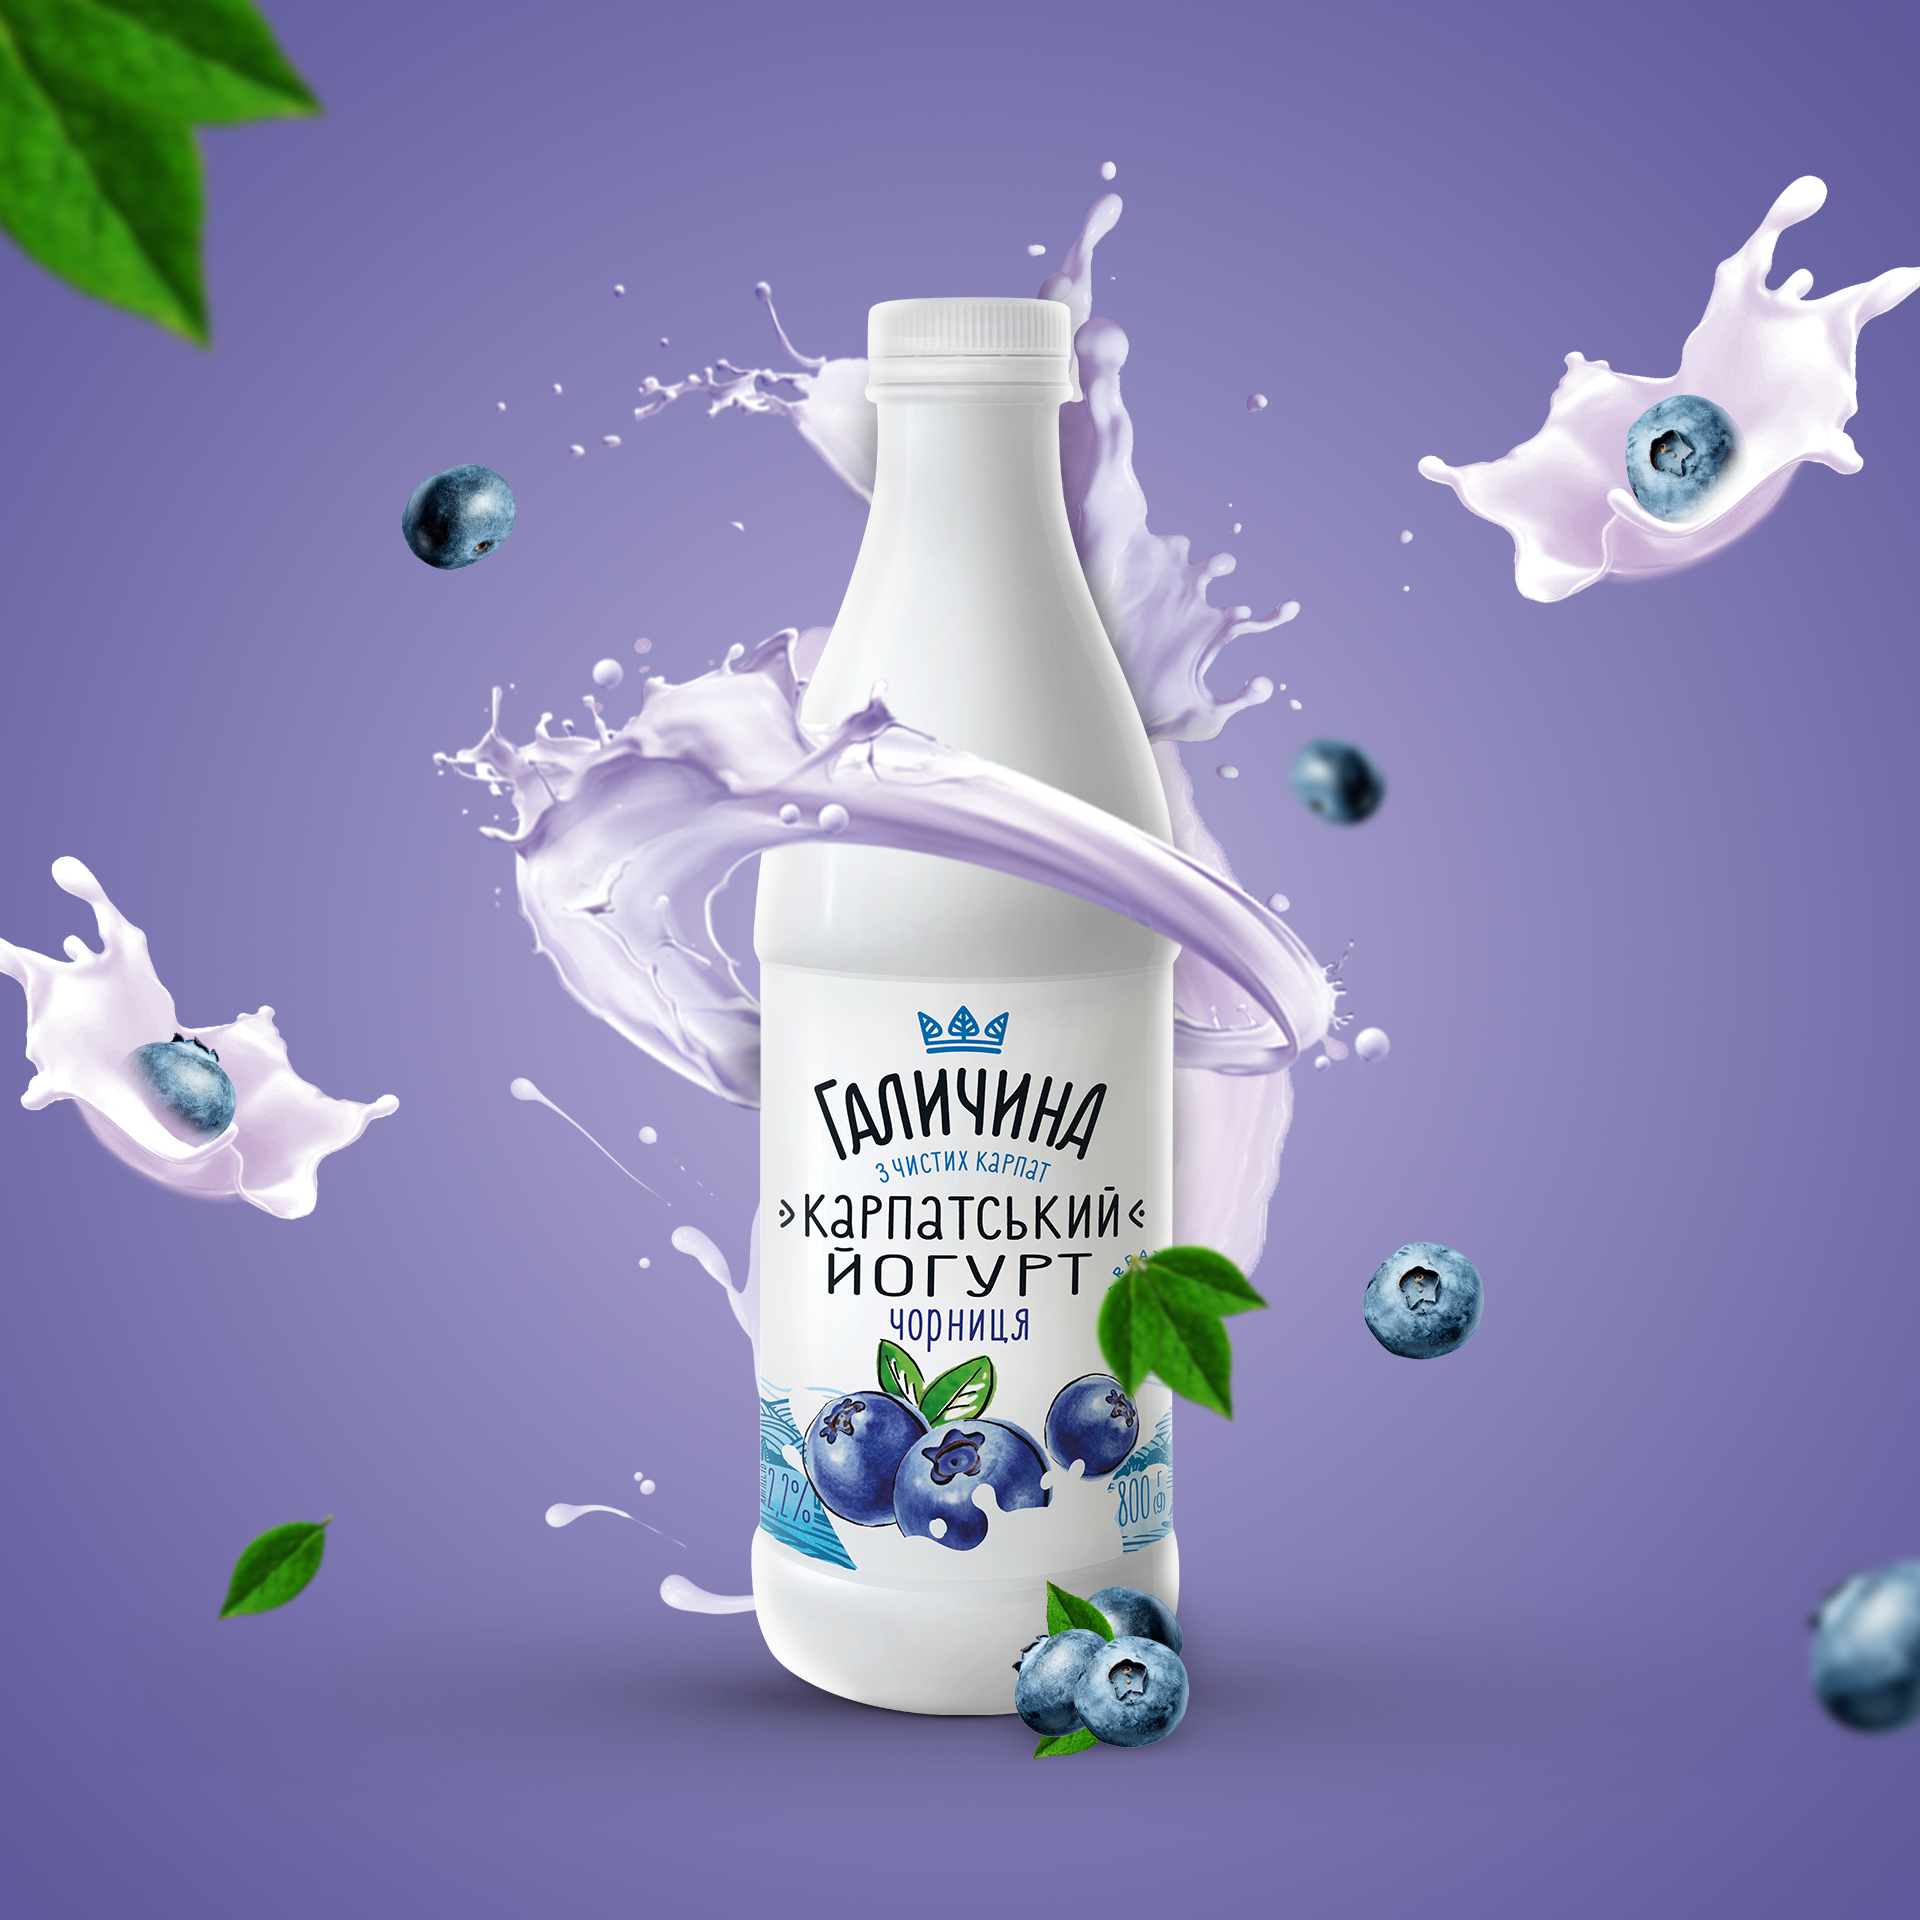 ГАЛИЧИНА
З ЧИСТИХ КАРПАТ
КАРПАТСЬКИЙ
ЙОГУРТ
ЧОРНИЦЯ
2,2%
800 г (g)